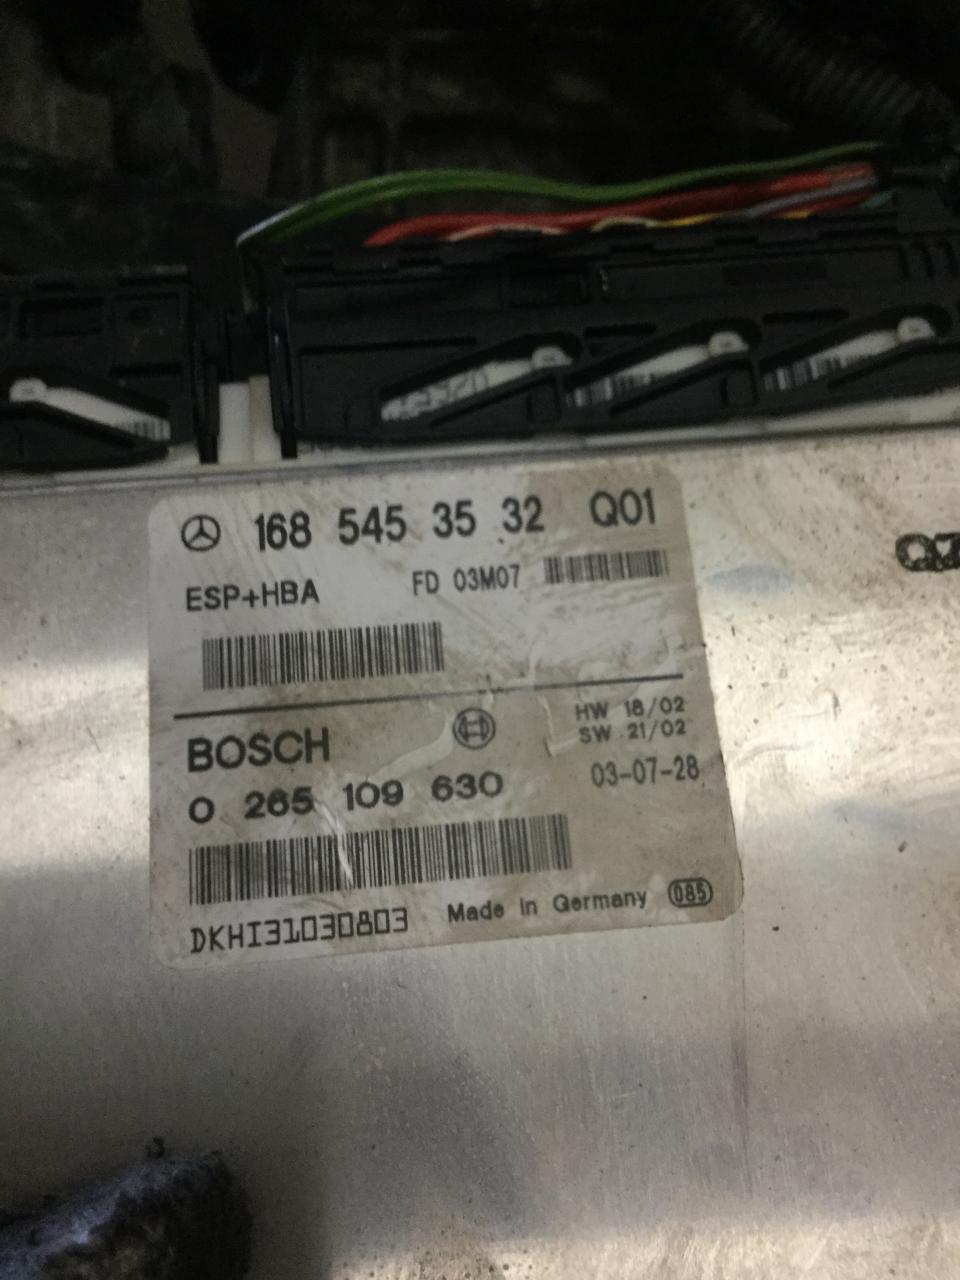 168 545 35 32 Q01
ESP+HBA FD 03M07
BOSCH
HW 18/02
SW 21/02
0 265 109 630
03-07-28
DKHI31030803
Made in Germany 085